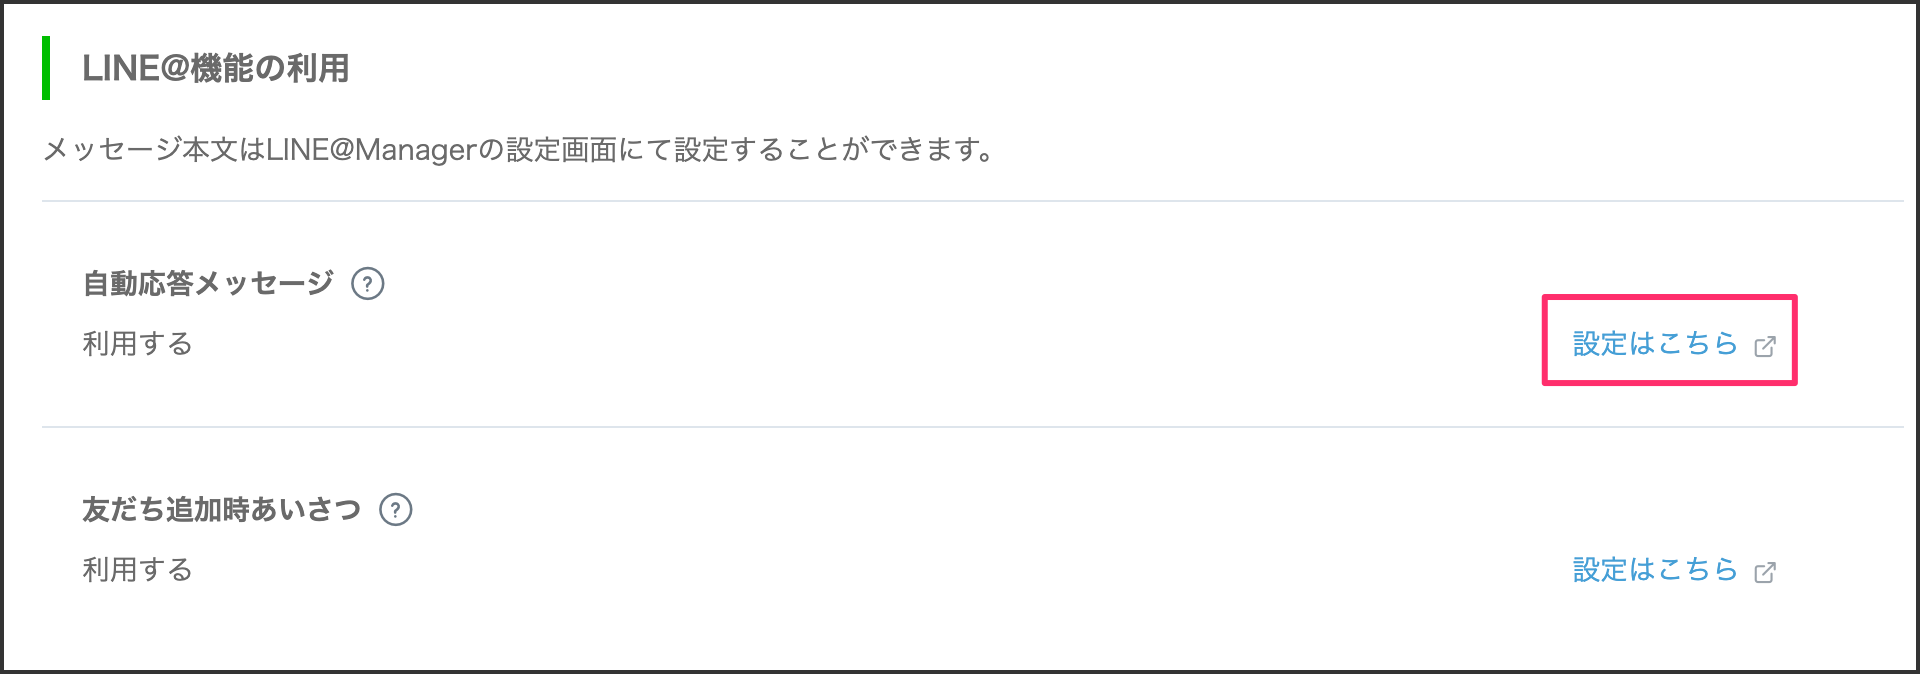 LINE@機能の利用
メッセージ本文はLINE@Managerの設定画面にて設定することができます。
自動応答メッセージ ?
利用する
設定はこちら
友だち追加時あいさつ ?
利用する
設定はこちら